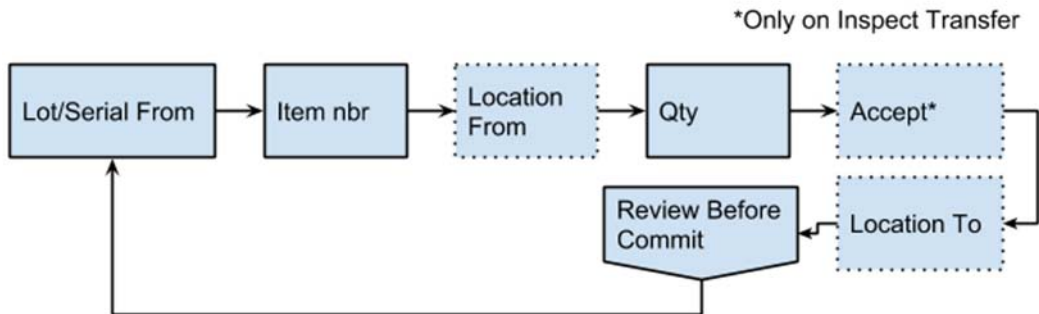 *Only on Inspect Transfer
Lot/Serial From
Item nbr
Location
From
Qty
Accept*
Review Before
Commit
Location To